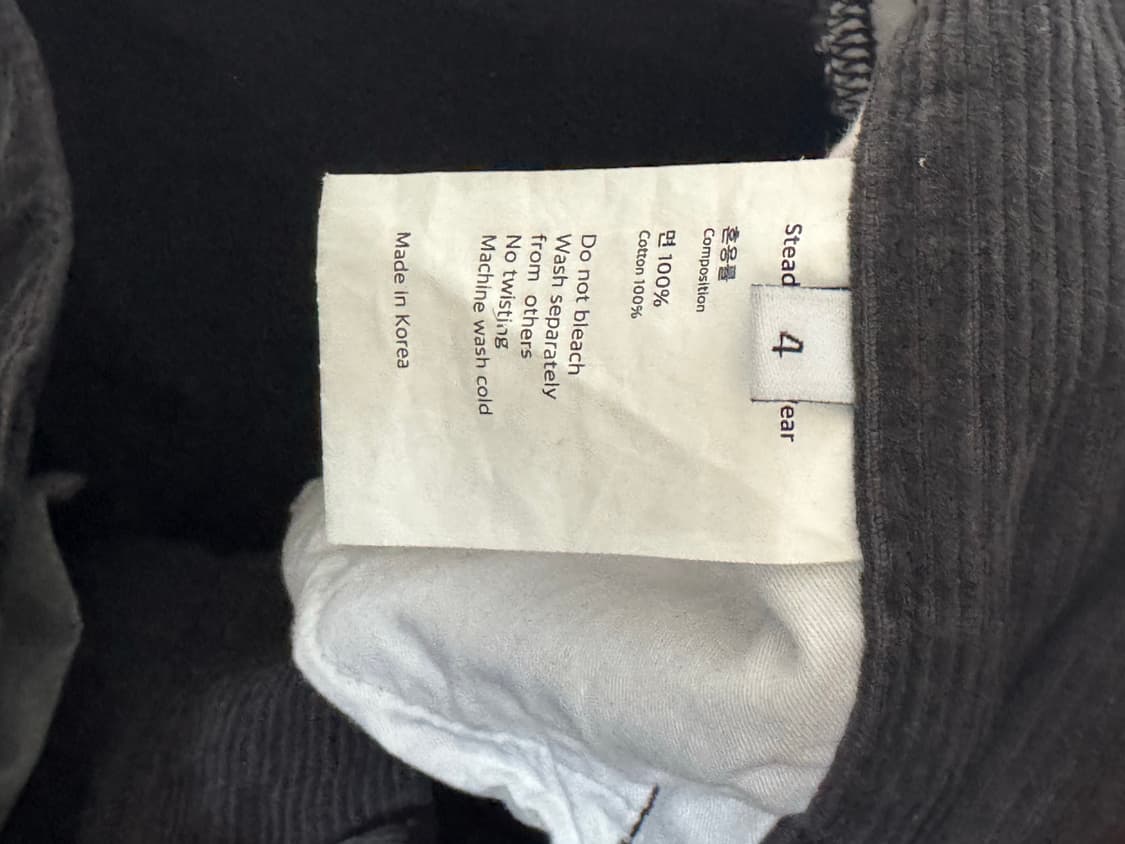 Stead
4
ear
혼용률
Composition
면 100%
Cotton 100%
Do not bleach
Wash separately
from others
No twisting
Machine wash cold
Made in Korea